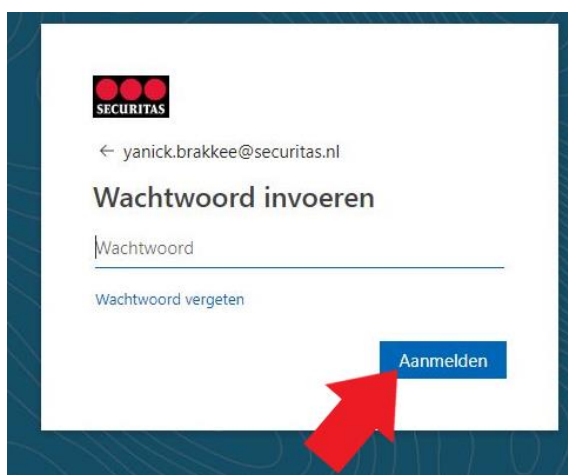 SECURITAS
← yanick.brakkee@securitas.nl
Wachtwoord invoeren
Wachtwoord
Wachtwoord vergeten
Aanmelden